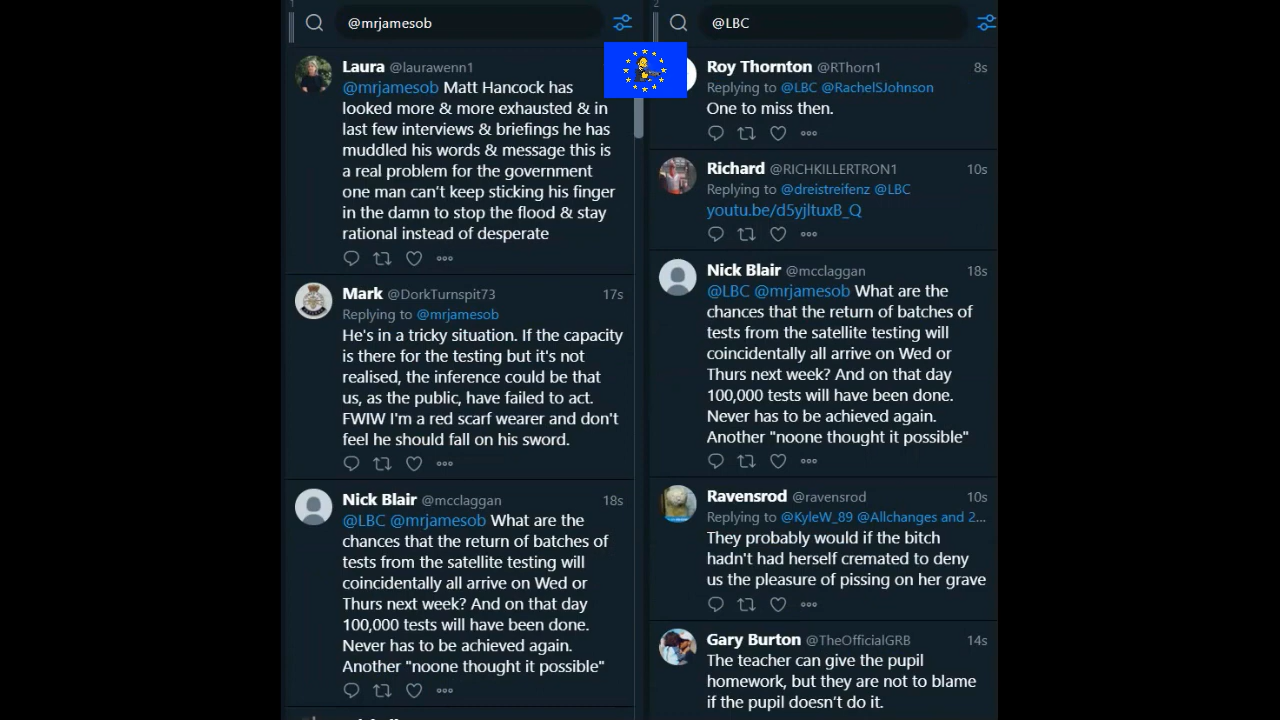 1
@mrjamesob
Laura @laurawenn1
@mrjamesob Matt Hancock has
looked more & more exhausted & in
last few interviews & briefings he has
muddled his words & message this is
a real problem for the government
one man can't keep sticking his finger
in the damn to stop the flood & stay
rational instead of desperate
Mark @DorkTurnspit73 17s
Replying to @mrjamesob
He's in a tricky situation. If the capacity
is there for the testing but it's not
realised, the inference could be that
us, as the public, have failed to act.
FWIW I'm a red scarf wearer and don't
feel he should fall on his sword.
Nick Blair @mcclaggan 18s
@LBC @mrjamesob What are the
chances that the return of batches of
tests from the satellite testing will
coincidentally all arrive on Wed or
Thurs next week? And on that day
100,000 tests will have been done.
Never has to be achieved again.
Another "noone thought it possible"
2
@LBC
Roy Thornton @RThorn1 8s
Replying to @LBC @RachelSJohnson
One to miss then.
Richard @RICHKILLERTRON1 10s
Replying to @dreistreifenz @LBC
youtu.be/d5yjltuxB_Q
Nick Blair @mcclaggan 18s
@LBC @mrjamesob What are the
chances that the return of batches of
tests from the satellite testing will
coincidentally all arrive on Wed or
Thurs next week? And on that day
100,000 tests will have been done.
Never has to be achieved again.
Another "noone thought it possible"
Ravensrod @ravensrod 10s
Replying to @KyleW_89 @Allchanges and 2...
They probably would if the bitch
hadn't had herself cremated to deny
us the pleasure of pissing on her grave
Gary Burton @TheOfficialGRB 14s
The teacher can give the pupil
homework, but they are not to blame
if the pupil doesn't do it.